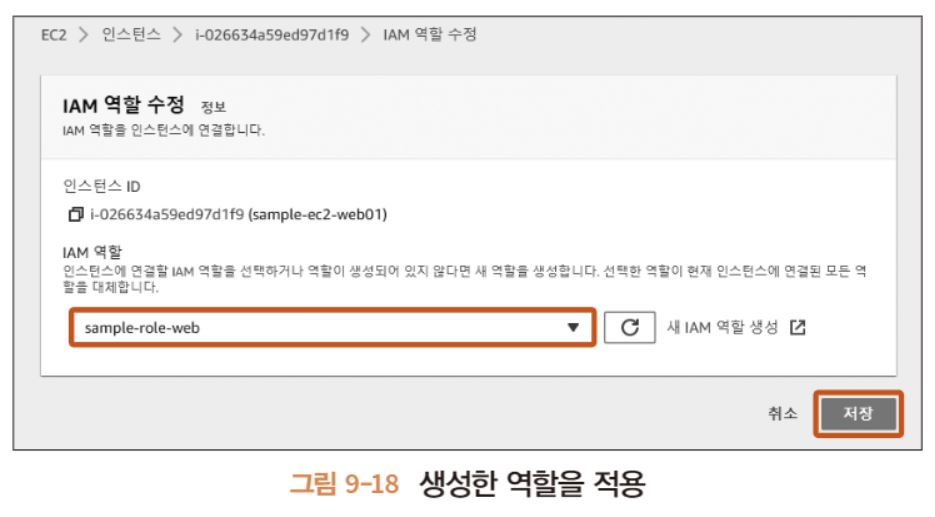 EC2 > 인스턴스 > i-026634a59ed97d1f9 > IAM 역할 수정
IAM 역할 수정 정보
IAM 역할을 인스턴스에 연결합니다.
인스턴스 ID
i-026634a59ed97d1f9 (sample-ec2-web01)
IAM 역할
인스턴스에 연결할 IAM 역할을 선택하거나 역할이 생성되어 있지 않다면 새 역할을 생성합니다. 선택한 역할이 현재 인스턴스에 연결된 모든 역
할을 대체합니다.
sample-role-web
새 IAM 역할 생성
취소 저장
그림 9-18 생성한 역할을 적용